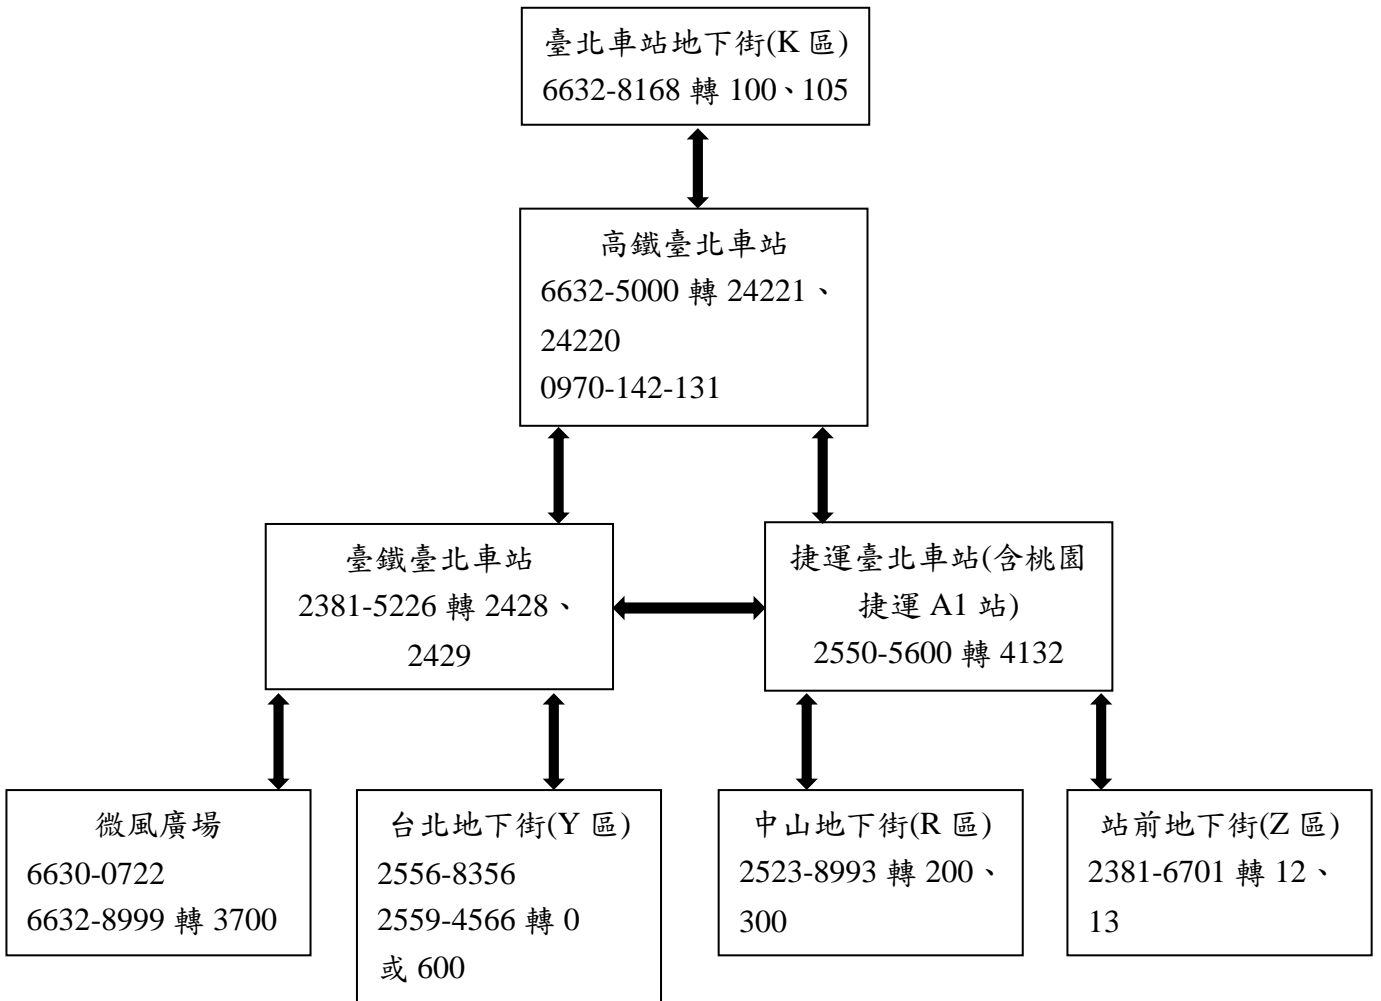 臺北車站地下街(K 區)
6632-8168 轉 100、105
高鐵臺北車站
6632-5000 轉 24221、
24220
0970-142-131
臺鐵臺北車站
2381-5226 轉 2428、
2429
捷運臺北車站(含桃園
捷運 A1 站)
2550-5600 轉 4132
微風廣場
6630-0722
6632-8999 轉 3700
台北地下街(Y 區)
2556-8356
2559-4566 轉 0
或 600
中山地下街(R 區)
2523-8993 轉 200、
300
站前地下街(Z 區)
2381-6701 轉 12、
13